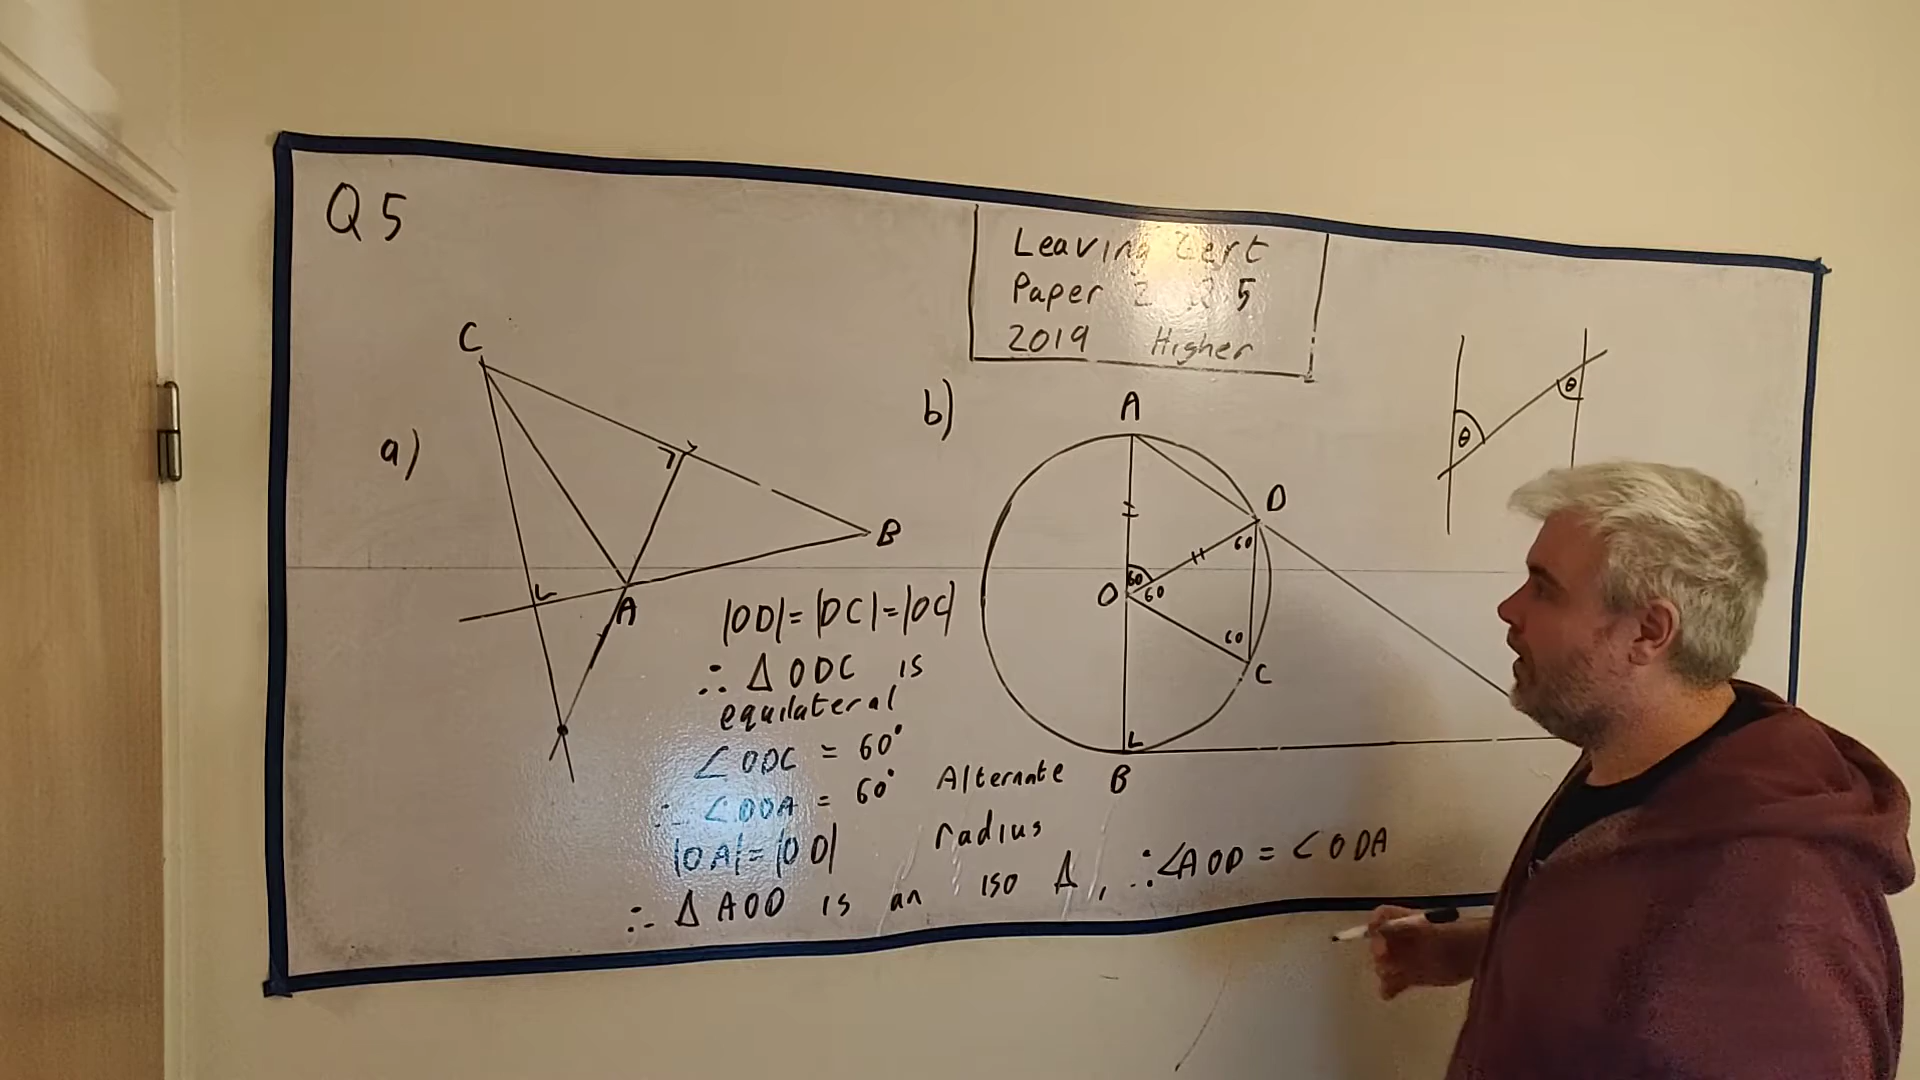 Q5
Leaving Cert
Paper 2 Q5
2019 Higher
a)
C
B
A
b)
A
D
60
60
O
60
60
C
B
θ
θ
|OD|=|DC|=|OC|
∴ Δ ODC is
equilateral
∠ODC = 60°
∴ ∠DOA = 60° Alternate
|OA|=|OD| radius
∴ Δ AOD is an iso Δ, ∴∠AOD = ∠ODA